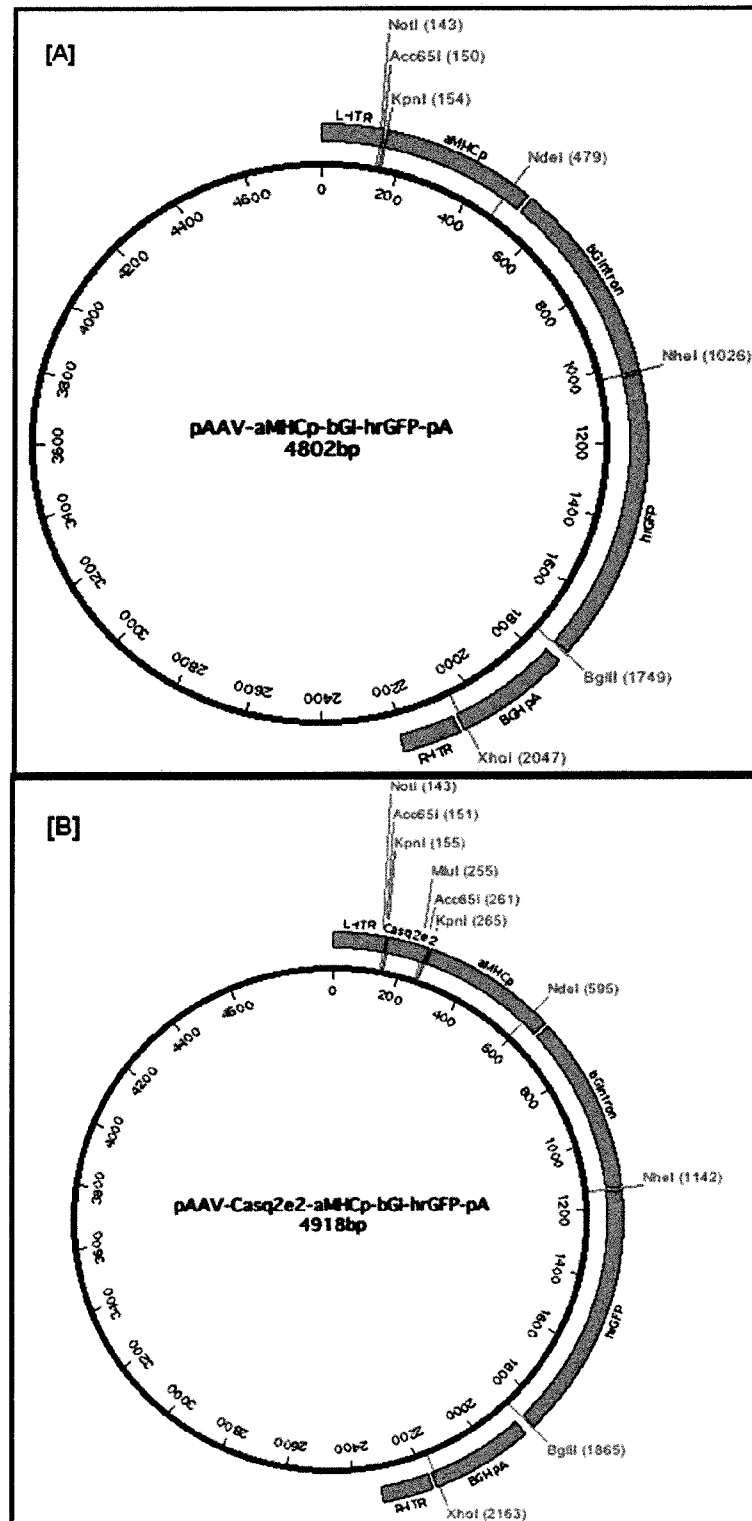 [A]
NotI (143)
Acc65I (150)
KpnI (154)
L-ITR
aMHCp
NdeI (479)
bGIntron
NheI (1026)
hrGFP
BglII (1749)
BGH pA
XhoI (2047)
R-ITR
0
200
400
600
800
1000
1200
1400
1600
1800
2000
2200
2400
2600
2800
3000
3200
3400
3600
3800
4000
4200
4400
4600
pAAV-aMHCp-bGI-hrGFP-pA
4802bp
[B]
NotI (143)
Acc65I (151)
KpnI (155)
MluI (255)
Acc65I (261)
KpnI (265)
L-ITR
Casq2e2
aMHCp
NdeI (595)
bGIntron
NheI (1142)
hrGFP
BglII (1865)
BGH pA
XhoI (2163)
R-ITR
0
200
400
600
800
1000
1200
1400
1600
1800
2000
2200
2400
2600
2800
3000
3200
3400
3600
3800
4000
4200
4400
4600
pAAV-Casq2e2-aMHCp-bGI-hrGFP-pA
4918bp